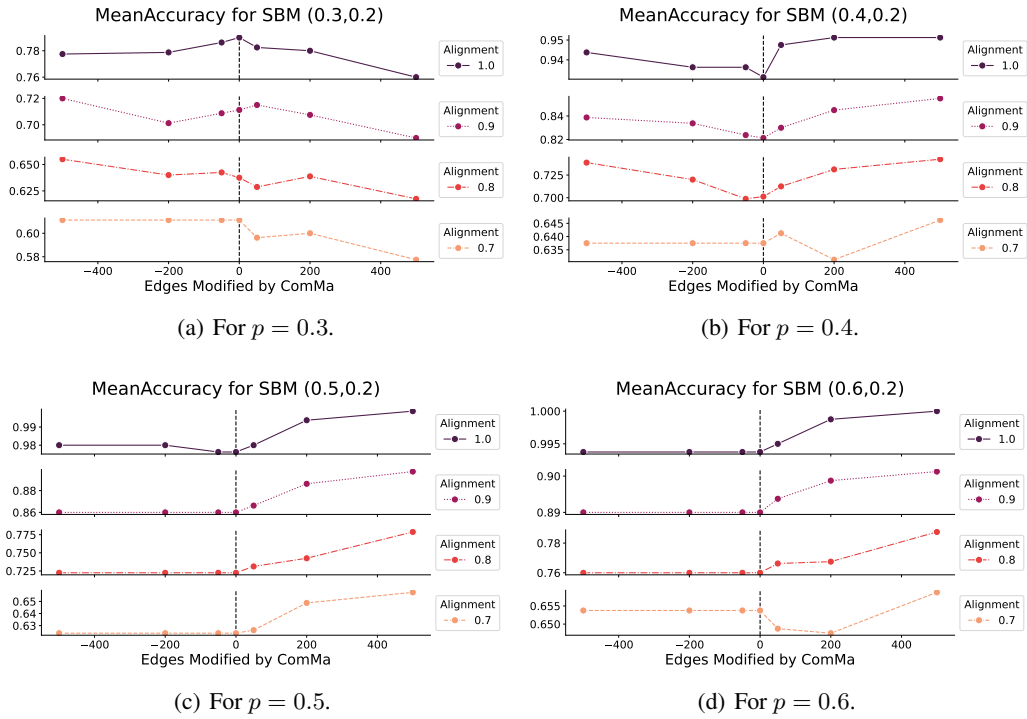 MeanAccuracy for SBM (0.3,0.2)
0.78
0.76
Alignment
1.0
0.72
0.70
Alignment
0.9
0.650
0.625
Alignment
0.8
0.60
0.58
Alignment
0.7
−400 −200 0 200 400
Edges Modified by ComMa
(a) For p = 0.3.
MeanAccuracy for SBM (0.4,0.2)
0.95
0.94
Alignment
1.0
0.84
0.82
Alignment
0.9
0.725
0.700
Alignment
0.8
0.645
0.640
0.635
Alignment
0.7
−400 −200 0 200 400
Edges Modified by ComMa
(b) For p = 0.4.
MeanAccuracy for SBM (0.5,0.2)
0.99
0.98
Alignment
1.0
0.88
0.86
Alignment
0.9
0.775
0.750
0.725
Alignment
0.8
0.65
0.64
0.63
Alignment
0.7
−400 −200 0 200 400
Edges Modified by ComMa
(c) For p = 0.5.
MeanAccuracy for SBM (0.6,0.2)
1.000
0.995
Alignment
1.0
0.90
0.89
Alignment
0.9
0.78
0.76
Alignment
0.8
0.655
0.650
Alignment
0.7
−400 −200 0 200 400
Edges Modified by ComMa
(d) For p = 0.6.